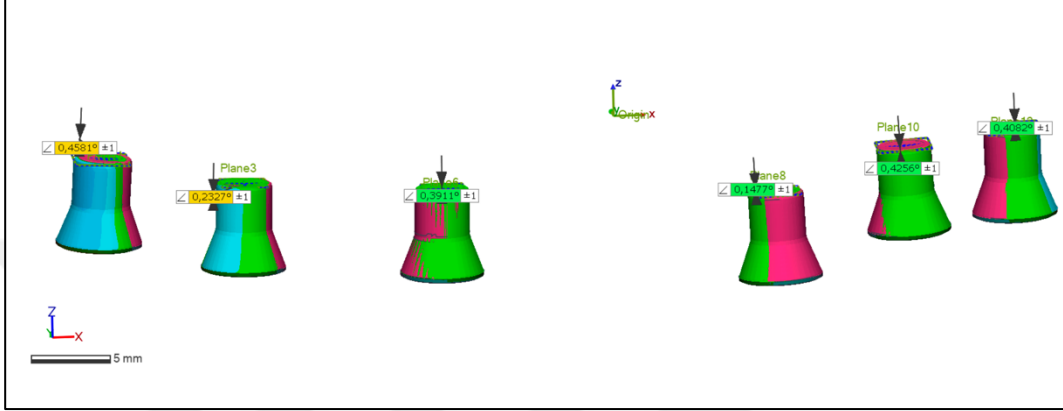 z
Origin
x
0,4082° ±1
Plane10
0,4581° ±1
0,4256° ±1
Plane3
0,2327° ±1
0,3911° ±1
0,1477° ±1
Z
X
5 mm